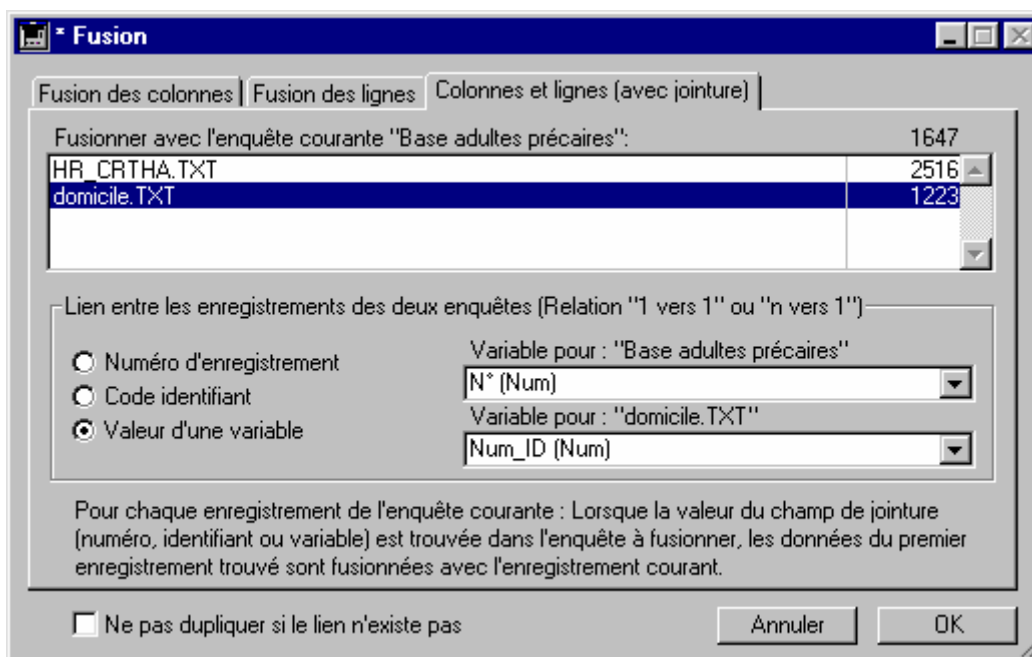 * Fusion
Fusion des colonnes Fusion des lignes Colonnes et lignes (avec jointure)
Fusionner avec l'enquête courante "Base adultes précaires": 1647
HR_CRTHA.TXT 2516
domicile.TXT 1223
Lien entre les enregistrements des deux enquêtes (Relation "1 vers 1" ou "n vers 1")
Numéro d'enregistrement
Code identifiant
Valeur d'une variable
Variable pour : "Base adultes précaires"
N° (Num)
Variable pour : "domicile.TXT"
Num_ID (Num)
Pour chaque enregistrement de l'enquête courante : Lorsque la valeur du champ de jointure
(numéro, identifiant ou variable) est trouvée dans l'enquête à fusionner, les données du premier
enregistrement trouvé sont fusionnées avec l'enregistrement courant.
Ne pas dupliquer si le lien n'existe pas
Annuler OK